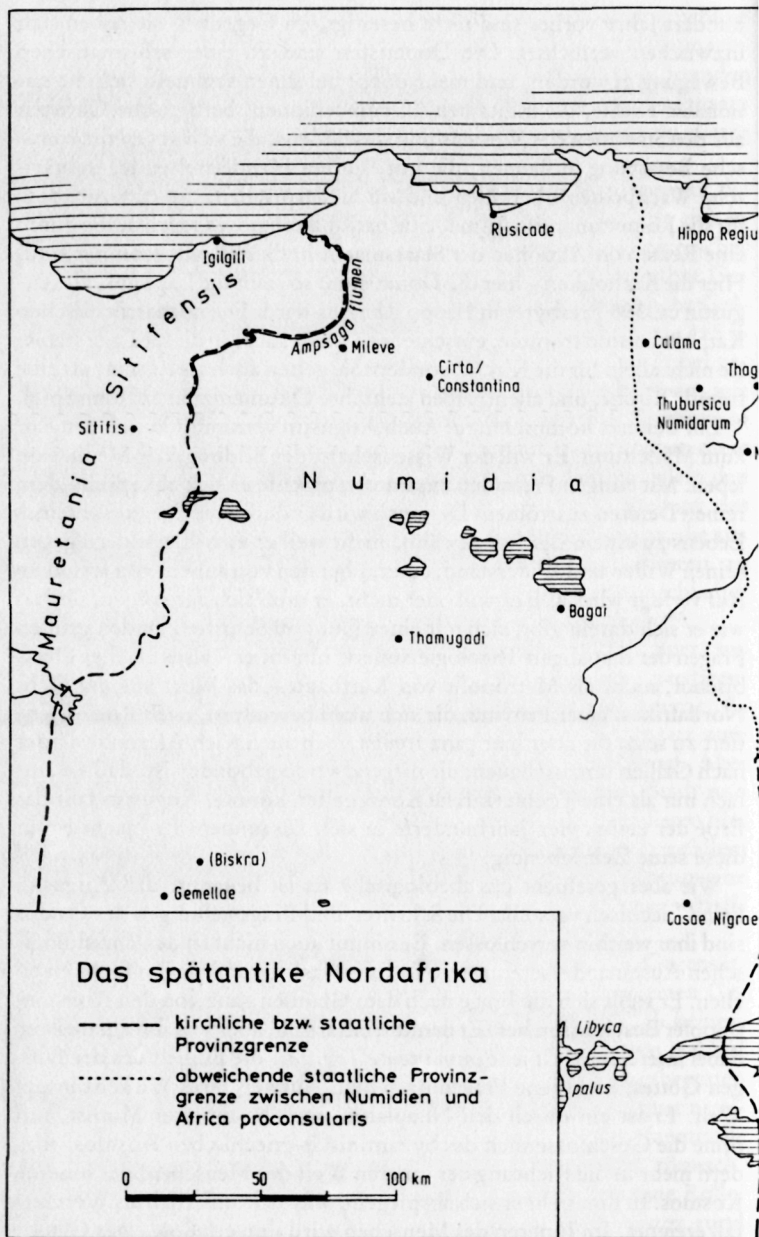 Rusicade
Hippo Regiu
Igilgili
Sitifensis
Ampsaga flumen
Mileve
Calama
Cirta/
Constantina
Thag
Thubursicu
Numidarum
Sititis
Mauretania
Numid
Bagai
Thamugadi
(Biskra)
Gemellae
Casae Nigrae
Das spätantike Nordafrika
kirchliche bzw staatliche
Provinzgrenze
abweichende staatliche Provinz-
grenze zwischen Numidien und
Africa proconsularis
Libyca
palus
0 50 100 km